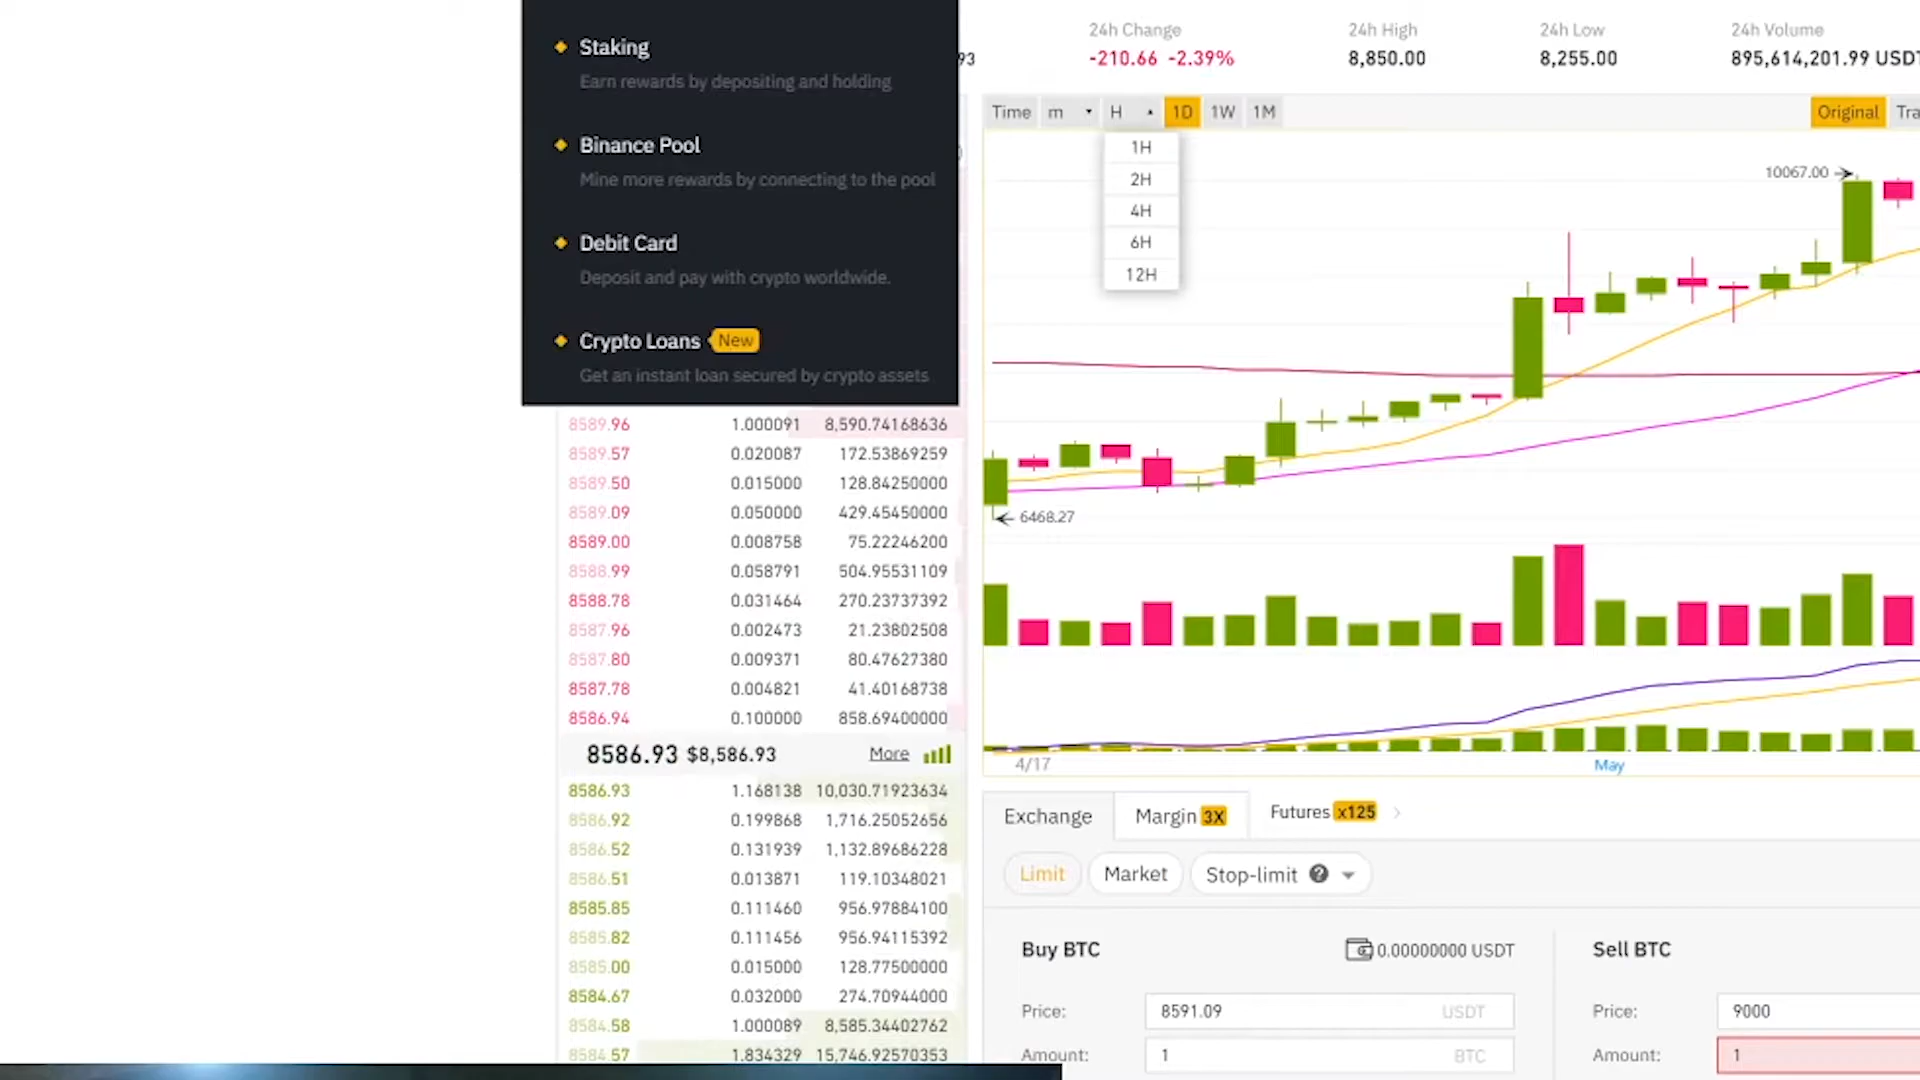 Staking
Earn rewards by depositing and holding
Binance Pool
Mine more rewards by connecting to the pool
Debit Card
Deposit and pay with crypto worldwide.
Crypto Loans New
Get an instant loan secured by crypto assets
8589.96 1.000091 8,590.74168636
8589.57 0.020087 172.53869259
8589.50 0.015000 128.84250000
8589.09 0.050000 429.45450000
8589.00 0.008758 75.22246200
8588.99 0.058791 504.95531109
8588.78 0.031464 270.23737392
8587.96 0.002473 21.23802508
8587.80 0.009371 80.47627380
8587.78 0.004821 41.40168738
8586.94 0.100000 858.69400000
8586.93 $8,586.93 More
8586.93 1.168138 10,030.71923634
8586.92 0.199868 1,716.25052656
8586.52 0.131939 1,132.89686228
8586.51 0.013871 119.10348021
8585.85 0.111460 956.97884100
8585.82 0.111456 956.94115392
8585.00 0.015000 128.77500000
8584.67 0.032000 274.70944000
8584.58 1.000089 8,585.34402762
8584.57 1.834329 15,746.92570353
93
24h Change 24h High 24h Low 24h Volume
-210.66 -2.39% 8,850.00 8,255.00 895,614,201.99 USDT
Time m H 1D 1W 1M Original Tra
1H
2H
4H
6H
12H
10067.00
6468.27
4/17 May
Exchange Margin 3X Futures x125
Limit Market Stop-limit ?
Buy BTC 0.00000000 USDT
Price: 8591.09 USDT
Amount: 1 BTC
Sell BTC
Price: 9000
Amount: 1